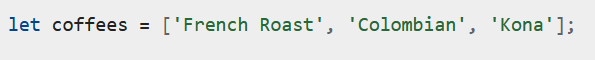 let coffees = ['French Roast', 'Colombian', 'Kona'];